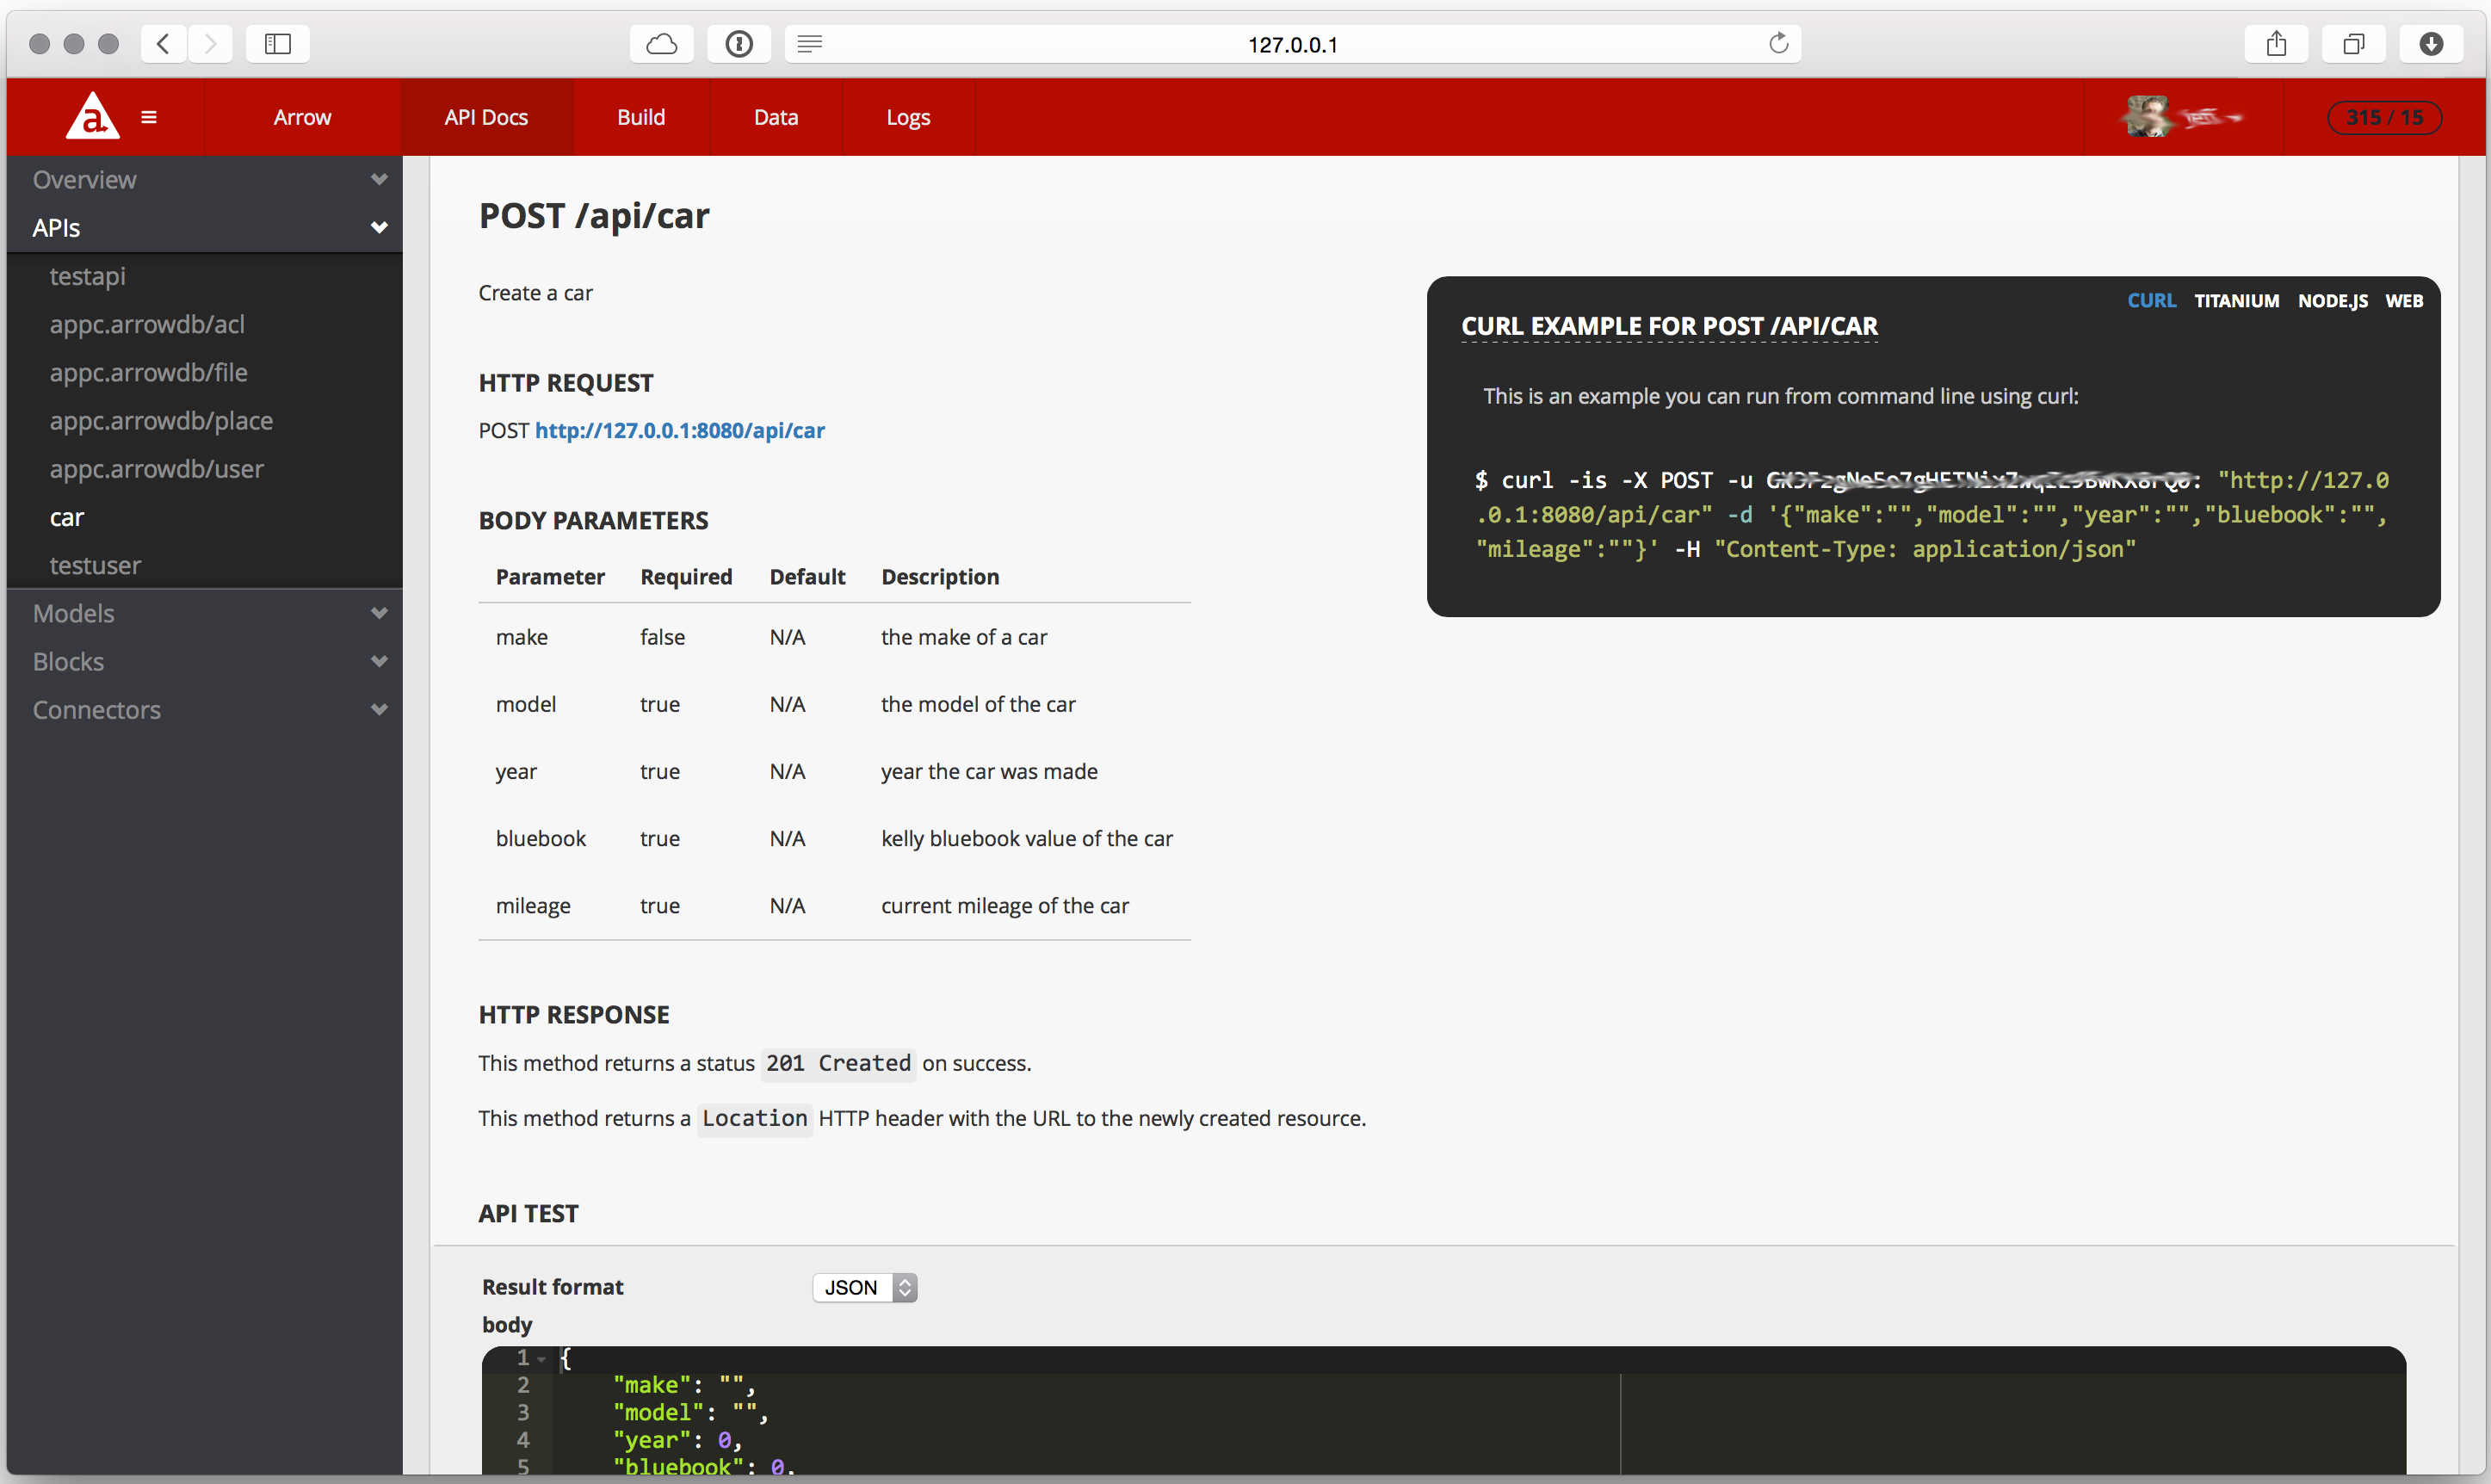 127.0.0.1
a
Arrow
API Docs
Build
Data
Logs
315 / 15
Overview
APIs
testapi
appc.arrowdb/acl
appc.arrowdb/file
appc.arrowdb/place
appc.arrowdb/user
car
testuser
Models
Blocks
Connectors
POST /api/car
Create a car
HTTP REQUEST
POST http://127.0.0.1:8080/api/car
BODY PARAMETERS
Parameter Required Default Description
make false N/A the make of a car
model true N/A the model of the car
year true N/A year the car was made
bluebook true N/A kelly bluebook value of the car
mileage true N/A current mileage of the car
HTTP RESPONSE
This method returns a status 201 Created on success.
This method returns a Location HTTP header with the URL to the newly created resource.
CURL TITANIUM NODE.JS WEB
CURL EXAMPLE FOR POST /API/CAR
This is an example you can run from command line using curl:
$ curl -is -X POST -u "http://127.0
.0.1:8080/api/car" -d '{"make":"","model":"","year":"","bluebook":"",
"mileage":""}' -H "Content-Type: application/json"
API TEST
Result format JSON
body
1 {
2 "make": "",
3 "model": "",
4 "year": 0,
5 "bluebook": 0,